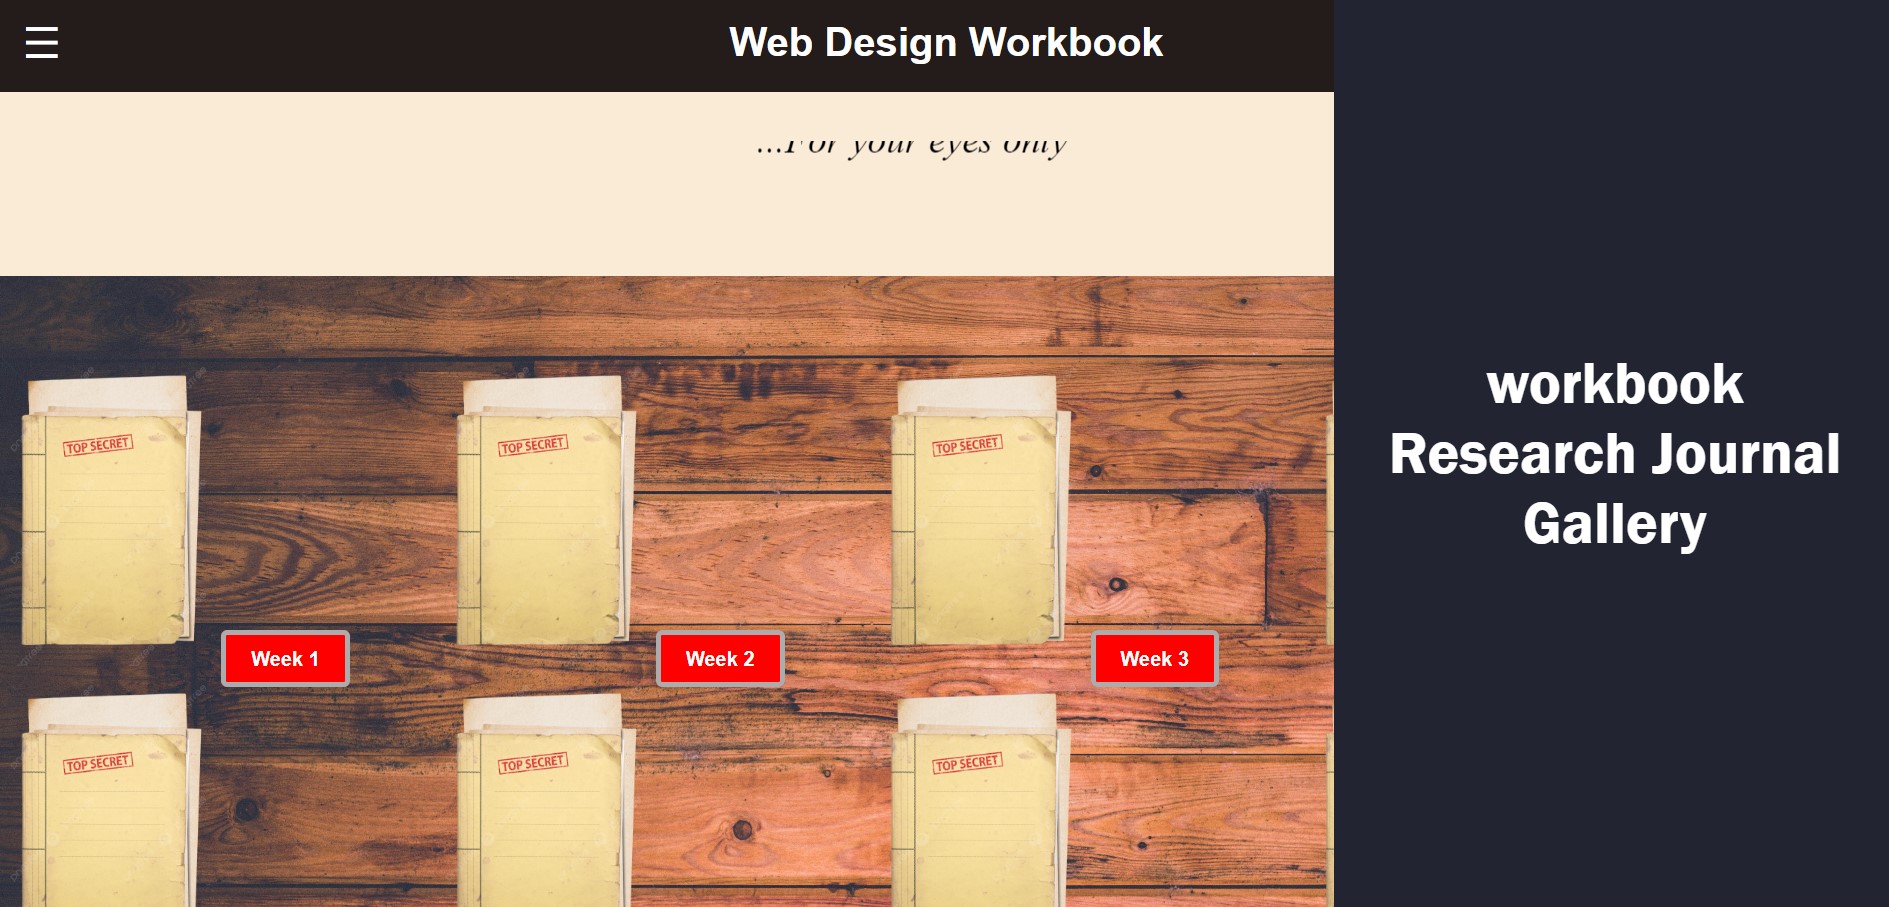 ☰
Web Design Workbook
...For your eyes only
workbook
Research Journal
Gallery
TOP SECRET
TOP SECRET
TOP SECRET
Week 1
Week 2
Week 3
TOP SECRET
TOP SECRET
TOP SECRET